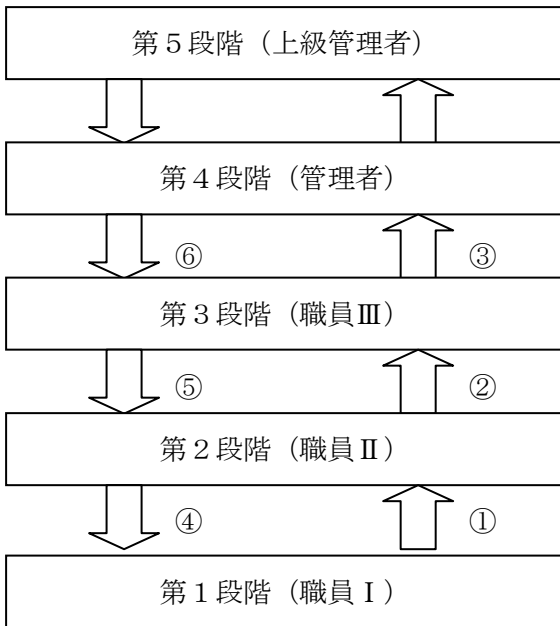 第５段階（上級管理者）
第４段階（管理者）
⑥ ③
第３段階（職員Ⅲ）
⑤ ②
第２段階（職員Ⅱ）
④ ①
第１段階（職員Ⅰ）